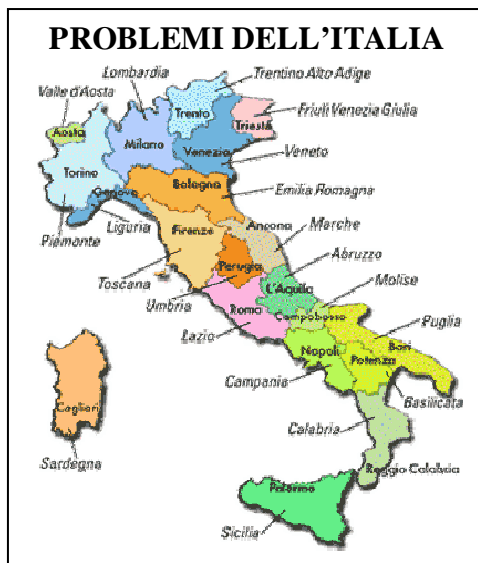 PROBLEMI DELL’ITALIA
Lombardia
Trentino Alto Adige
Valle d'Aosta
Friuli Venezia Giulia
Trento
Aosta
Trieste
Milano
Venezia
Torino
Veneto
Bologna
Genova
Emilia Romagna
Ancona
Marche
Firenze
Piemonte
Liguria
Abruzzo
Perugia
Toscana
L'Aquila
Molise
Umbria
Roma
Campobasso
Puglia
Lazio
Napoli
Bari
Potenza
Campania
Basilicata
Cagliari
Calabria
Sardegna
Reggio Calabria
Palermo
Sicilia